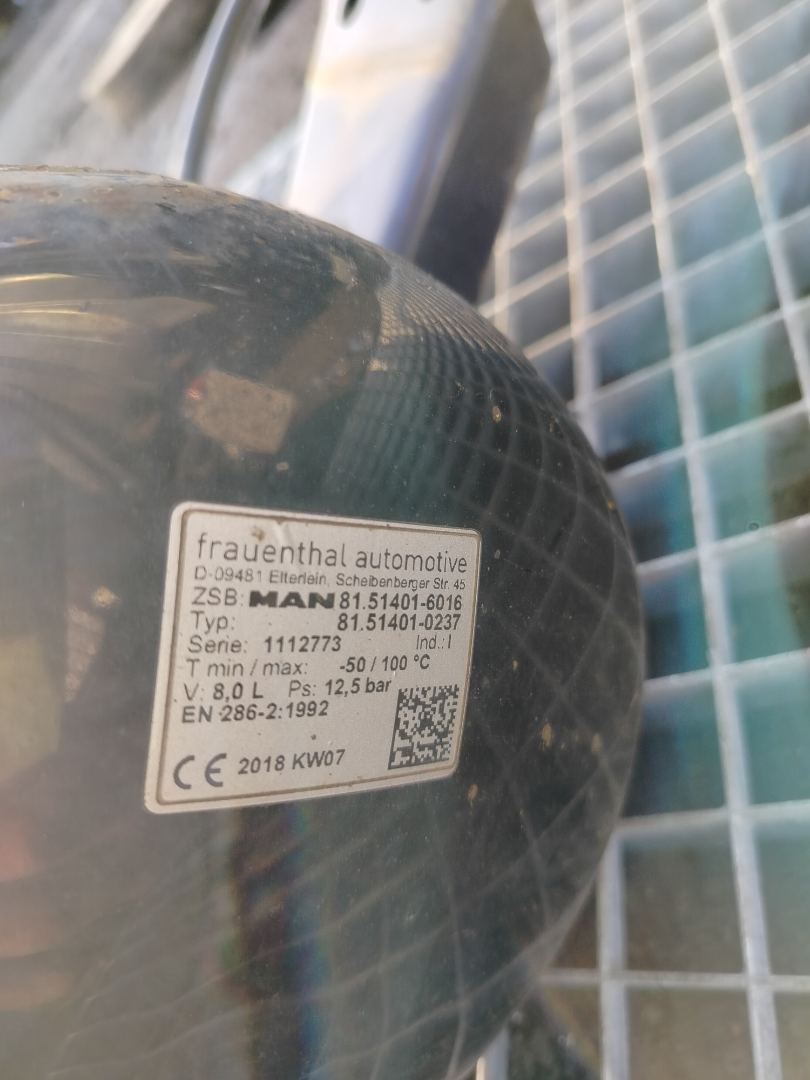 frauenthal automotive
D-09481 Elterlein, Scheibenberger Str. 45
ZSB: MAN 81.51401-6016
Typ: 81.51401-0237
Serie: 1112773 Ind.: I
T min / max: -50 / 100 °C
V: 8,0 L Ps: 12,5 bar
EN 286-2:1992
CE 2018 KW07